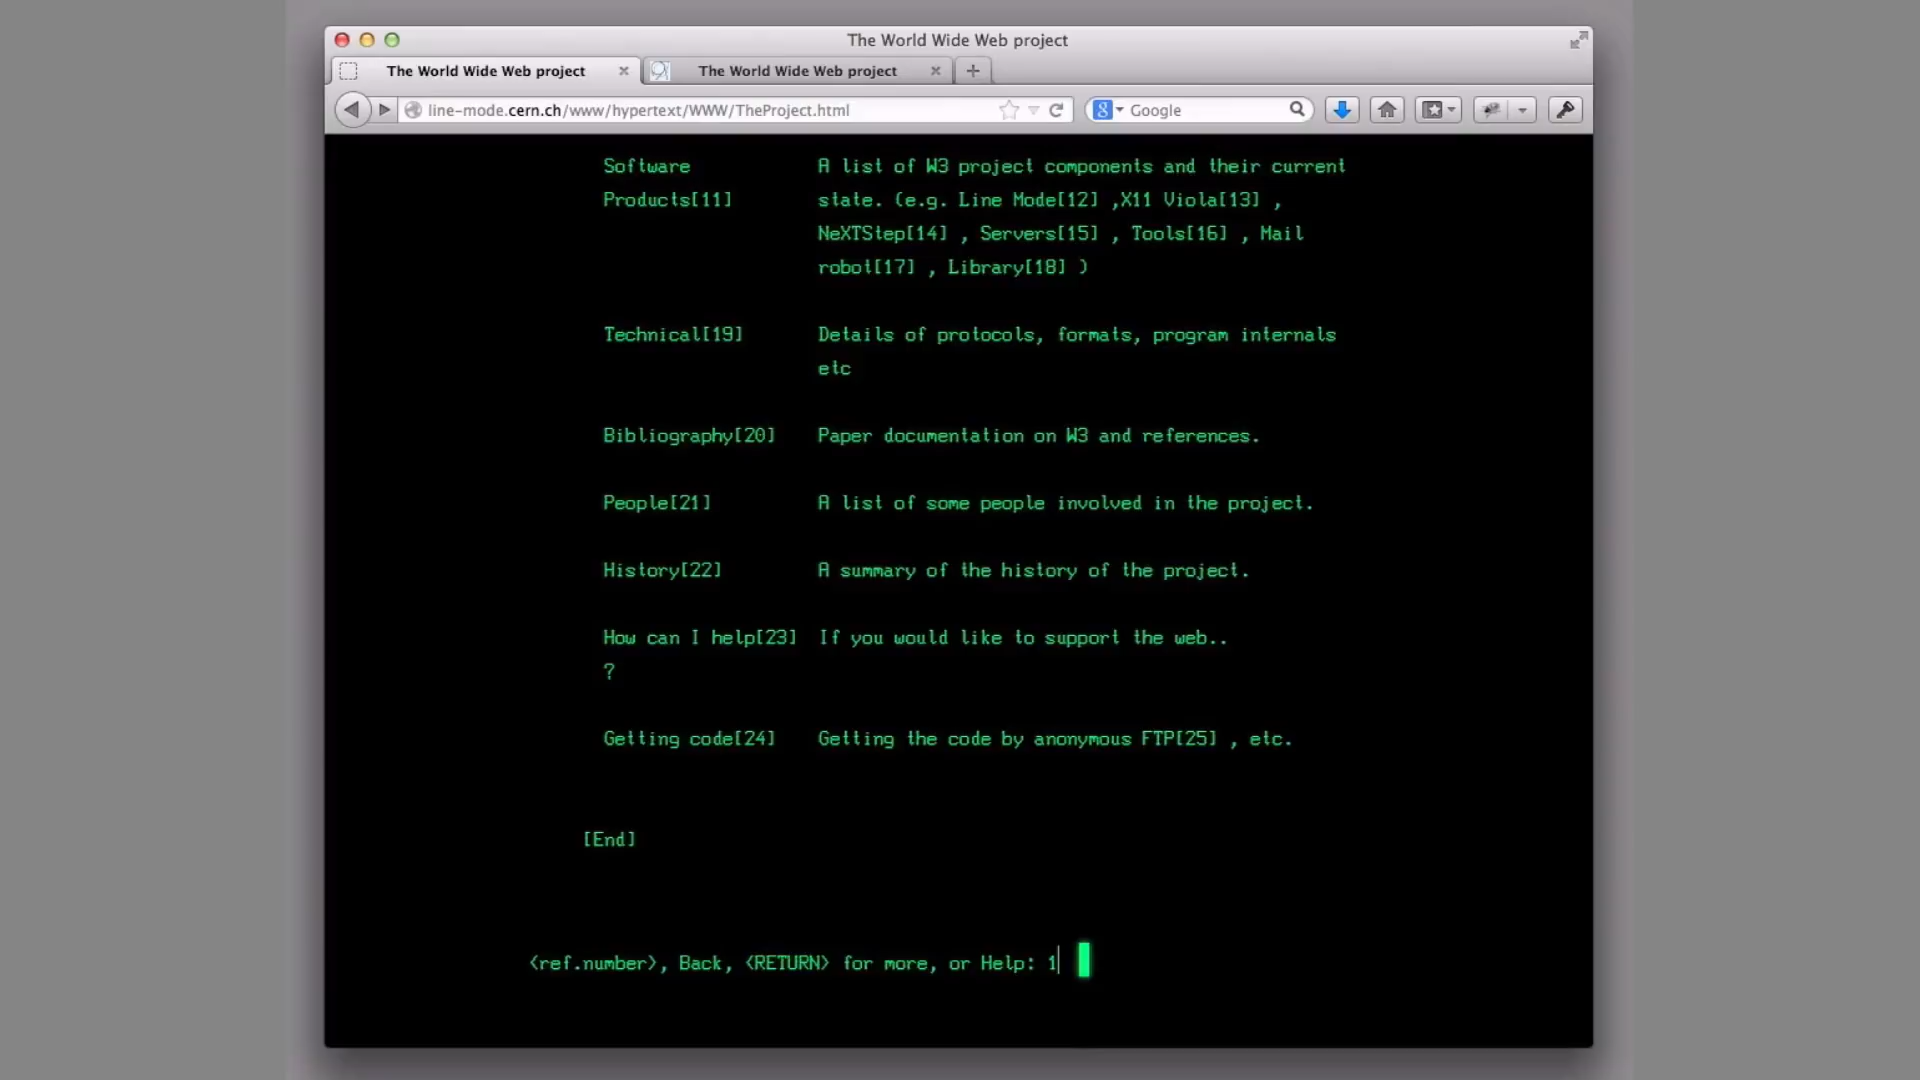 The World Wide Web project
The World Wide Web project
The World Wide Web project
line-mode.cern.ch/www/hypertext/WWW/TheProject.html
Google
Software A list of W3 project components and their current
Products[11] state. (e.g. Line Mode[12] ,X11 Viola[13] ,
NeXTStep[14] , Servers[15] , Tools[16] , Mail
robot[17] , Library[18] )
Technical[19] Details of protocols, formats, program internals
etc
Bibliography[20] Paper documentation on W3 and references.
People[21] A list of some people involved in the project.
History[22] A summary of the history of the project.
How can I help[23] If you would like to support the web..
?
Getting code[24] Getting the code by anonymous FTP[25] , etc.
[End]
<ref.number>, Back, <RETURN> for more, or Help: 1